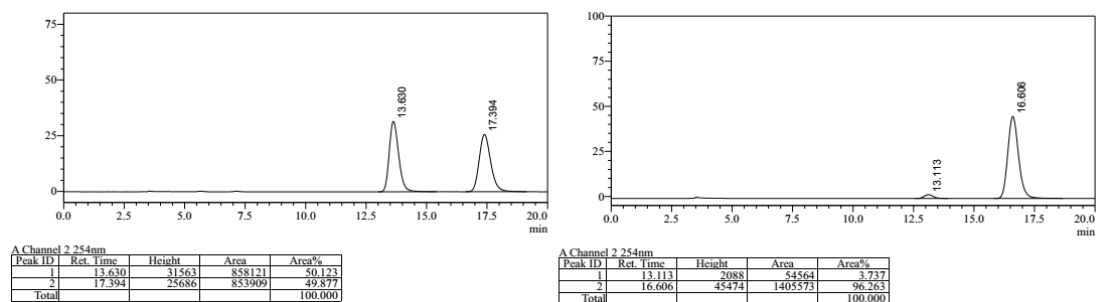 75
50
25
0
13.630
17.394
0.0 2.5 5.0 7.5 10.0 12.5 15.0 17.5 20.0
min
A Channel 2 254nm
Peak ID Ret. Time Height Area Area%
1 13.630 31563 858121 50.123
2 17.394 25686 853909 49.877
Total 100.000
100
75
50
25
0
13.113
16.606
0.0 2.5 5.0 7.5 10.0 12.5 15.0 17.5 20.0
min
A Channel 2 254nm
Peak ID Ret. Time Height Area Area%
1 13.113 2088 54564 3.737
2 16.606 45474 1405573 96.263
Total 100.000